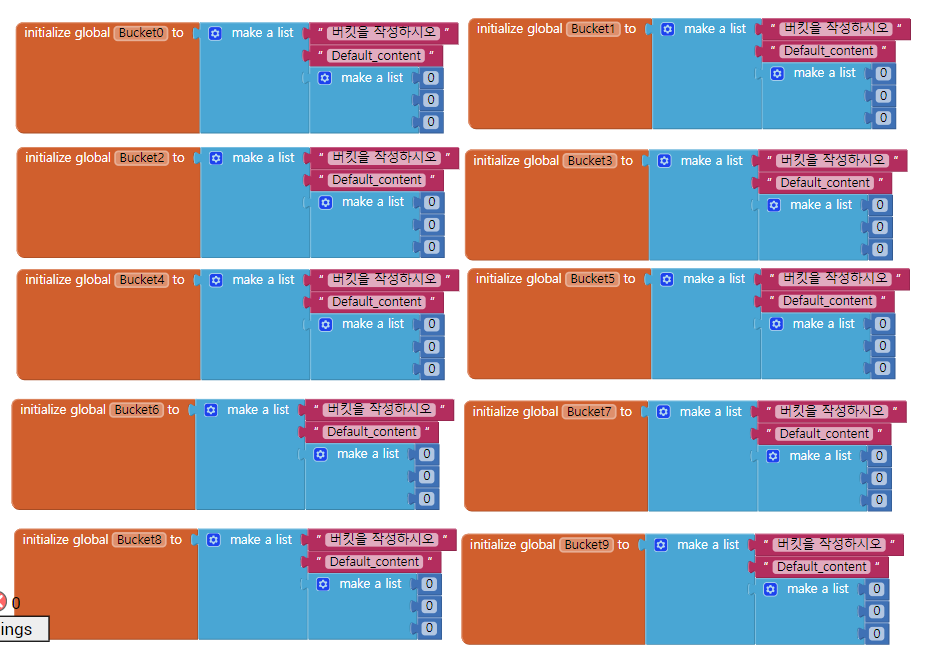 initialize global Bucket0 to make a list " 버킷을 작성하시오 "
" Default_content "
make a list 0
0
0
initialize global Bucket1 to make a list " 버킷을 작성하시오 "
" Default_content "
make a list 0
0
0
initialize global Bucket2 to make a list " 버킷을 작성하시오 "
" Default_content "
make a list 0
0
0
initialize global Bucket3 to make a list " 버킷을 작성하시오 "
" Default_content "
make a list 0
0
0
initialize global Bucket4 to make a list " 버킷을 작성하시오 "
" Default_content "
make a list 0
0
0
initialize global Bucket5 to make a list " 버킷을 작성하시오 "
" Default_content "
make a list 0
0
0
initialize global Bucket6 to make a list " 버킷을 작성하시오 "
" Default_content "
make a list 0
0
0
initialize global Bucket7 to make a list " 버킷을 작성하시오 "
" Default_content "
make a list 0
0
0
initialize global Bucket8 to make a list " 버킷을 작성하시오 "
" Default_content "
make a list 0
0
0
initialize global Bucket9 to make a list " 버킷을 작성하시오 "
" Default_content "
make a list 0
0
0
0
ings